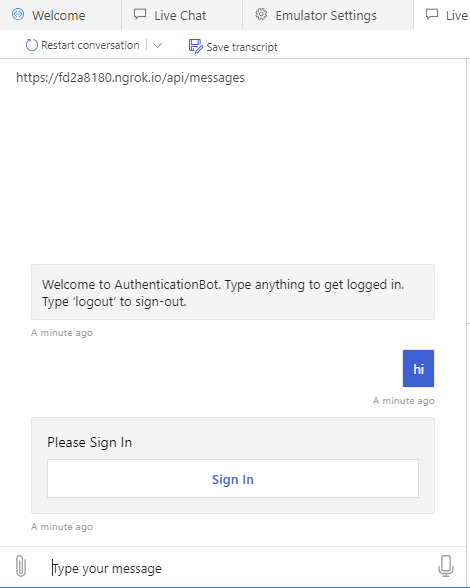 Welcome Live Chat Emulator Settings Live
Restart conversation Save transcript
https://fd2a8180.ngrok.io/api/messages
Welcome to AuthenticationBot. Type anything to get logged in.
Type ‘logout’ to sign-out.
A minute ago
hi
A minute ago
Please Sign In
Sign In
A minute ago
Type your message